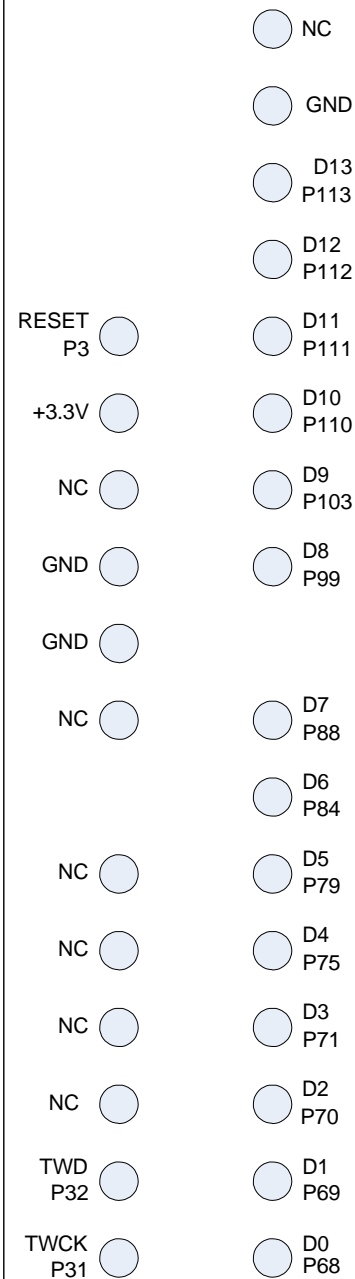 NC
GND
D13
P113
D12
P112
RESET
P3
D11
P111
+3.3V
D10
P110
NC
D9
P103
GND
D8
P99
GND
NC
D7
P88
D6
P84
NC
D5
P79
NC
D4
P75
NC
D3
P71
NC
D2
P70
TWD
P32
D1
P69
TWCK
P31
D0
P68